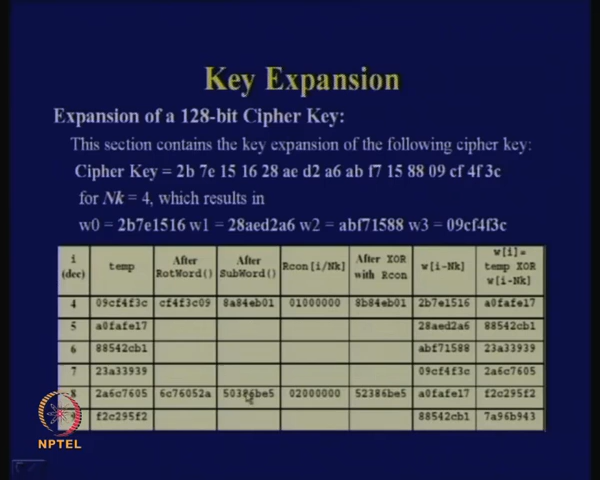 Key Expansion
Expansion of a 128-bit Cipher Key:
This section contains the key expansion of the following cipher key:
Cipher Key = 2b 7e 15 16 28 ae d2 a6 ab f7 15 88 09 cf 4f 3c
for Nk = 4, which results in
w0 = 2b7e1516 w1 = 28aed2a6 w2 = abf71588 w3 = 09cf4f3c
i (dec) temp After RotWord() After SubWord() Rcon[i/Nk] After XOR with Rcon w[i-Nk] w[i]= temp XOR w[i-Nk]
4 09cf4f3c cf4f3c09 8a84eb01 01000000 8b84eb01 2b7e1516 a0fafe17
5 a0fafe17 28aed2a6 88542cb1
6 88542cb1 abf71588 23a33939
7 23a33939 09cf4f3c 2a6c7605
8 2a6c7605 6c76052a 50386be5 02000000 52386be5 a0fafe17 f2c295f2
9 f2c295f2 88542cb1 7a96b943
NPTEL